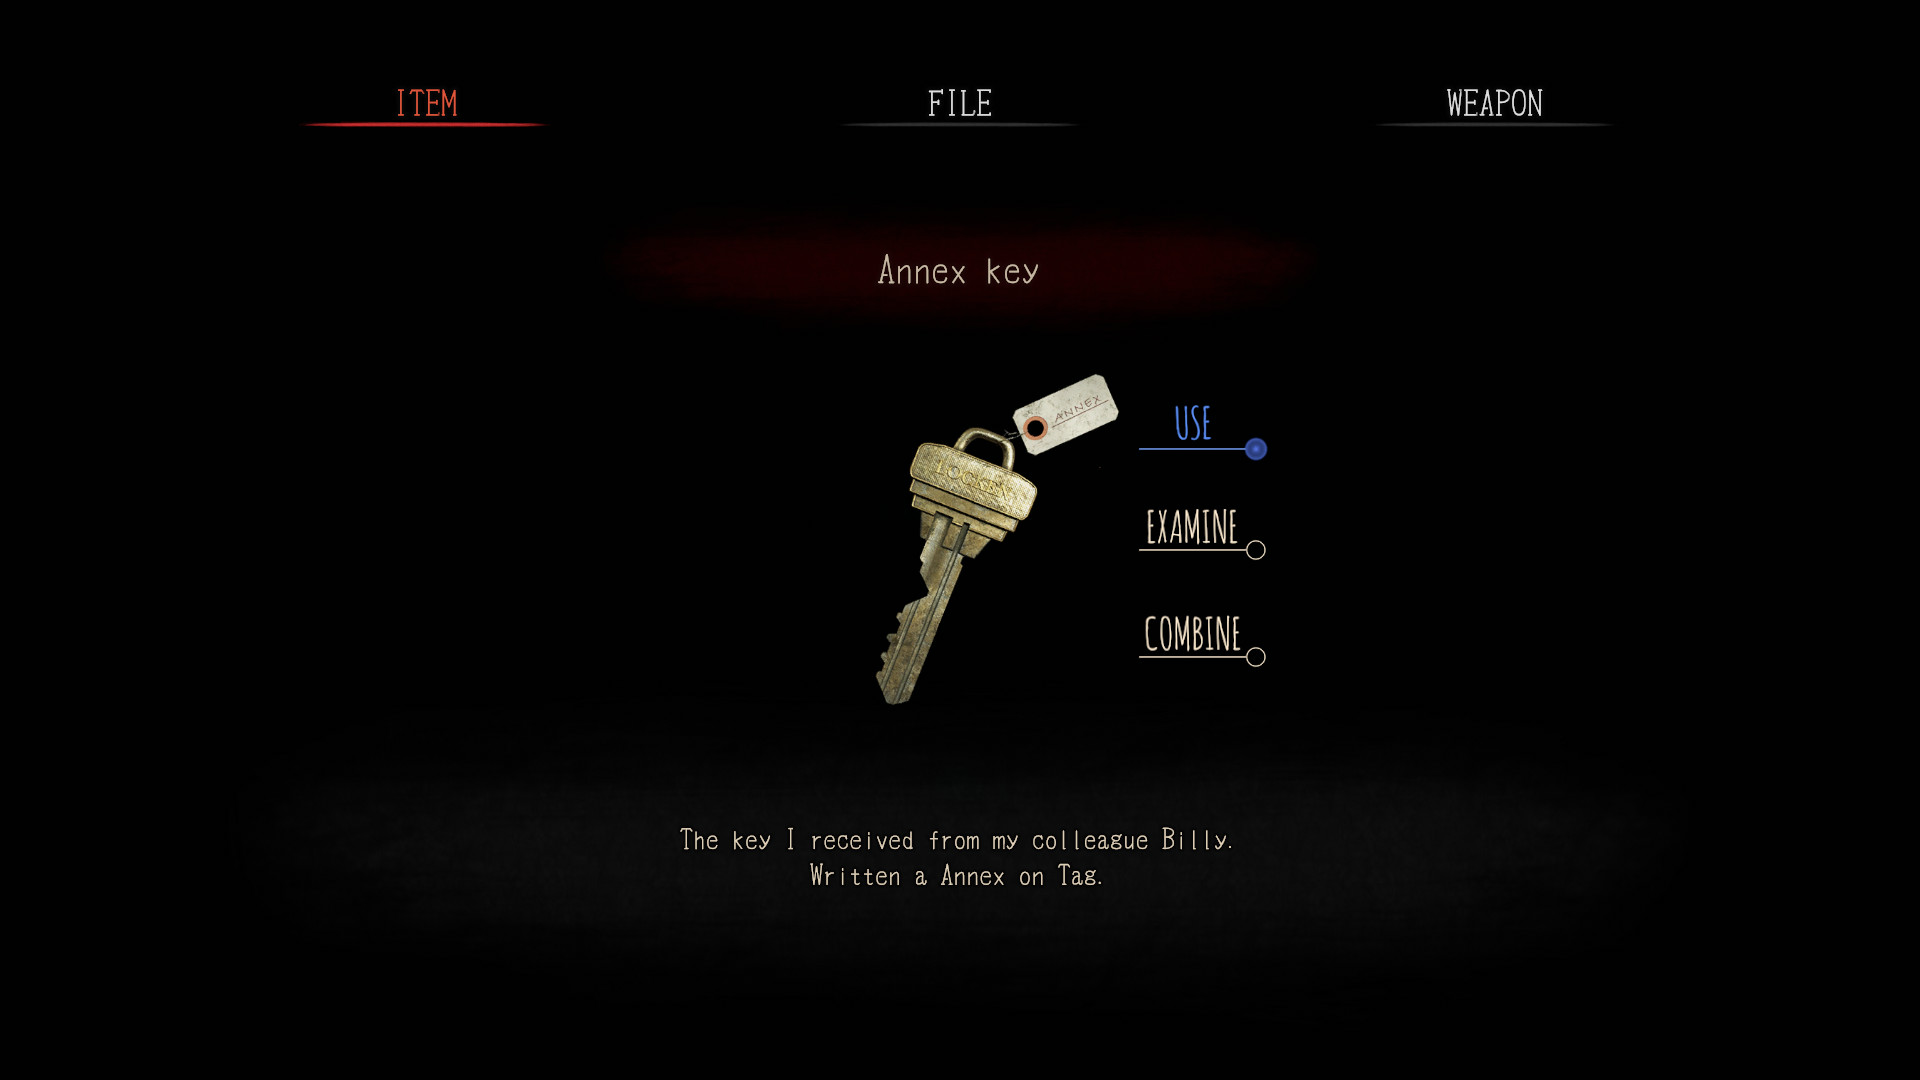 ITEM
FILE
WEAPON
Annex key
ANNEX
USE
EXAMINE
COMBINE
The key I received from my colleague Billy.
Written a Annex on Tag.